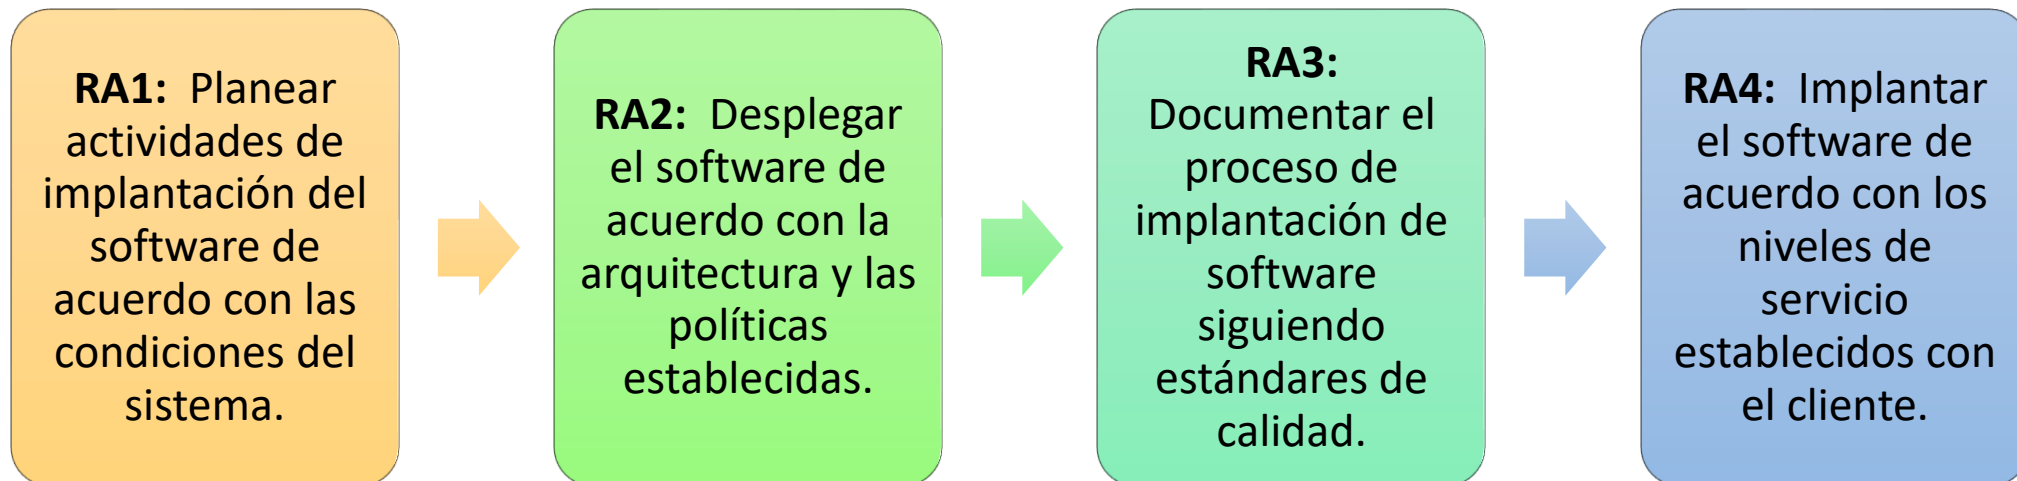 RA1: Planear
actividades de
implantación del
software de
acuerdo con las
condiciones del
sistema.
RA2: Desplegar
el software de
acuerdo con la
arquitectura y las
políticas
establecidas.
RA3:
Documentar el
proceso de
implantación de
software
siguiendo
estándares de
calidad.
RA4: Implantar
el software de
acuerdo con los
niveles de
servicio
establecidos con
el cliente.